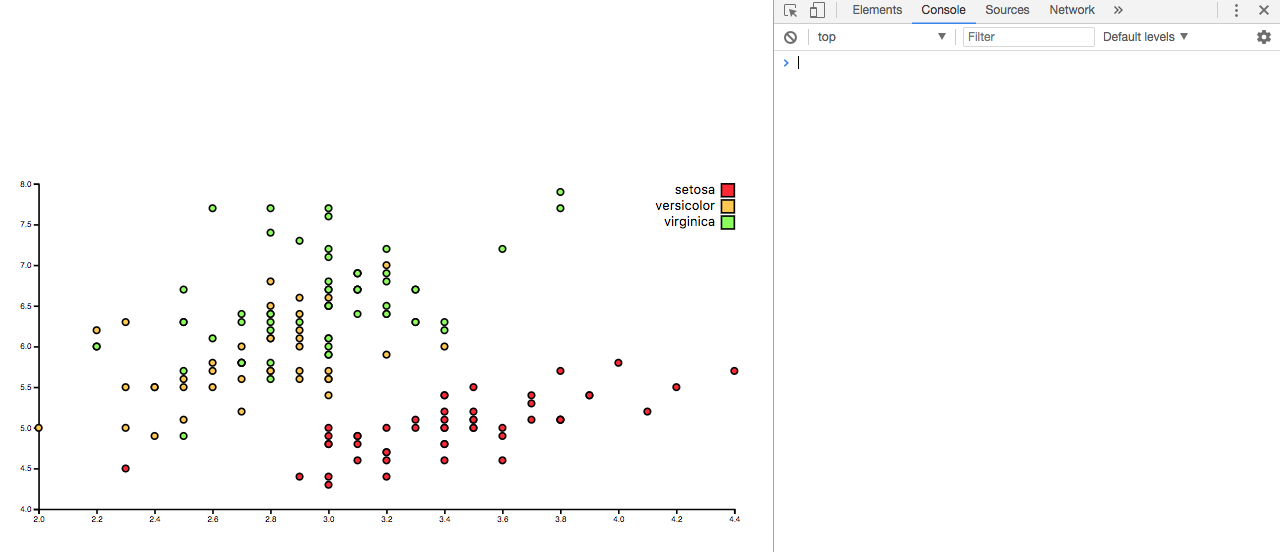 Elements Console Sources Network »
top ▼ Filter Default levels ▼
>
setosa
versicolor
virginica
8.0
7.5
7.0
6.5
6.0
5.5
5.0
4.5
4.0
2.0 2.2 2.4 2.6 2.8 3.0 3.2 3.4 3.6 3.8 4.0 4.2 4.4